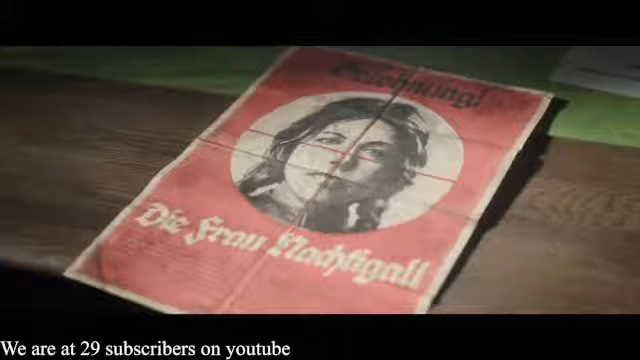 Belohnung!
Die Frau Nachtigall
We are at 29 subscribers on youtube